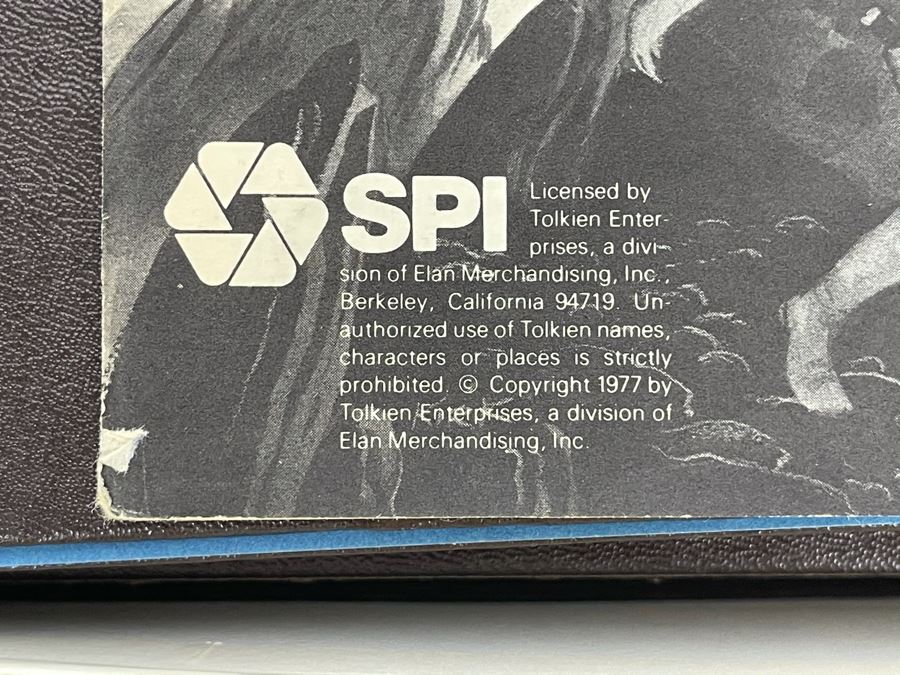 SPI
Licensed by
Tolkien Enter-
prises, a divi-
sion of Elan Merchandising, Inc.,
Berkeley, California 94719. Un-
authorized use of Tolkien names,
characters or places is strictly
prohibited. © Copyright 1977 by
Tolkien Enterprises, a division of
Elan Merchandising, Inc.